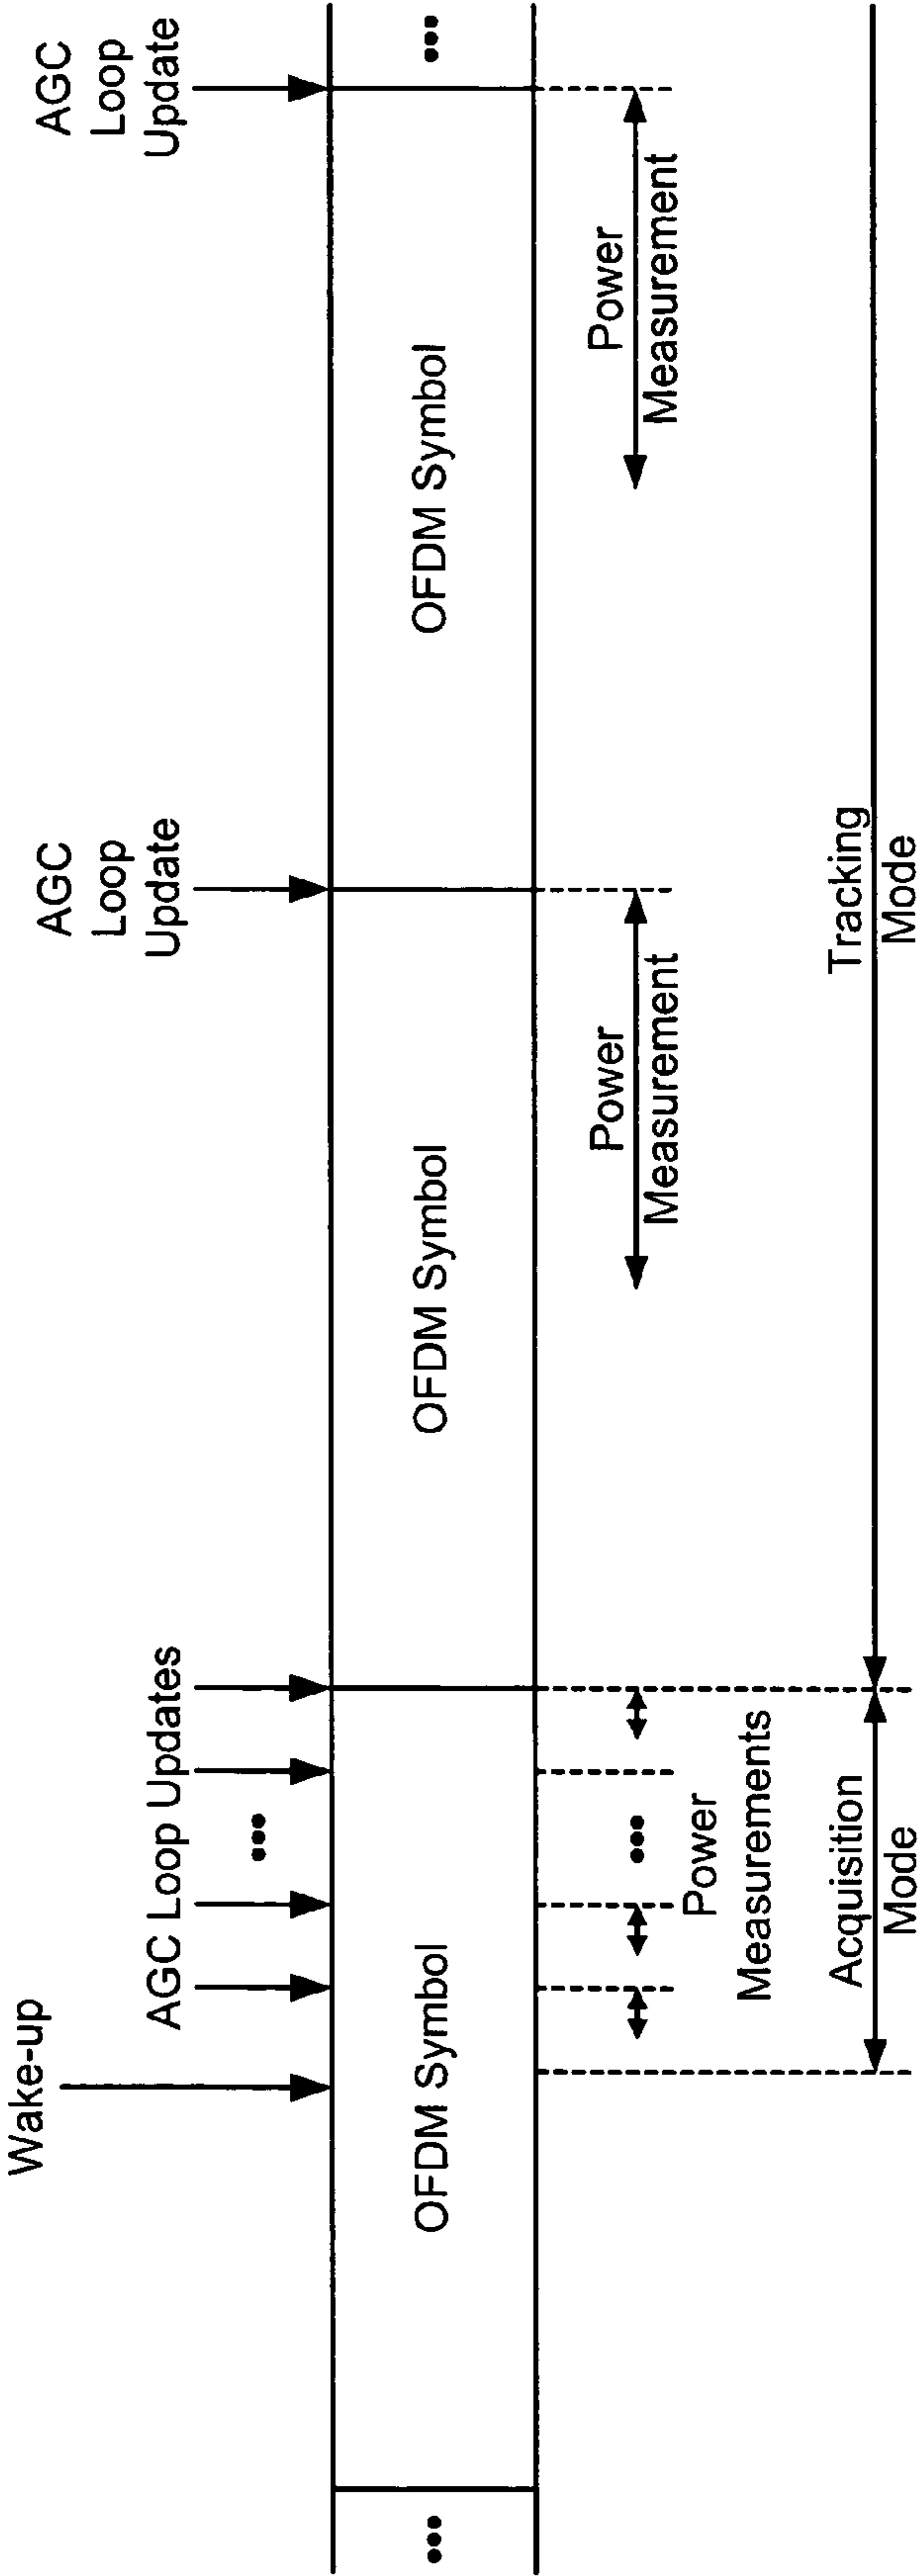 Wake-up
AGC Loop Updates
•••
AGC
Loop
Update
AGC
Loop
Update
•••
OFDM Symbol
OFDM Symbol
OFDM Symbol
•••
•••
Power
Measurements
Power
Measurement
Power
Measurement
Acquisition
Mode
Tracking
Mode